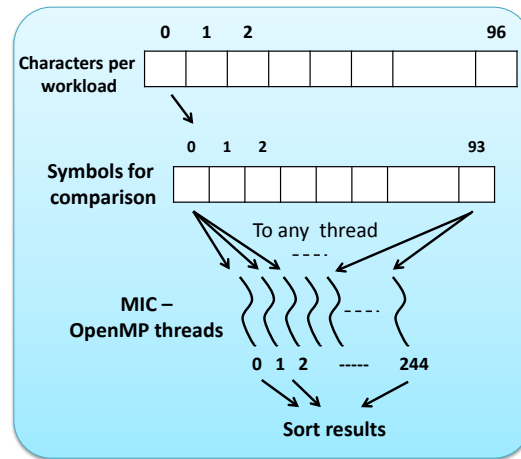 0 1 2 96
Characters per
workload
0 1 2 93
Symbols for
comparison
To any thread
MIC –
OpenMP threads
0 1 2 ----- 244
Sort results